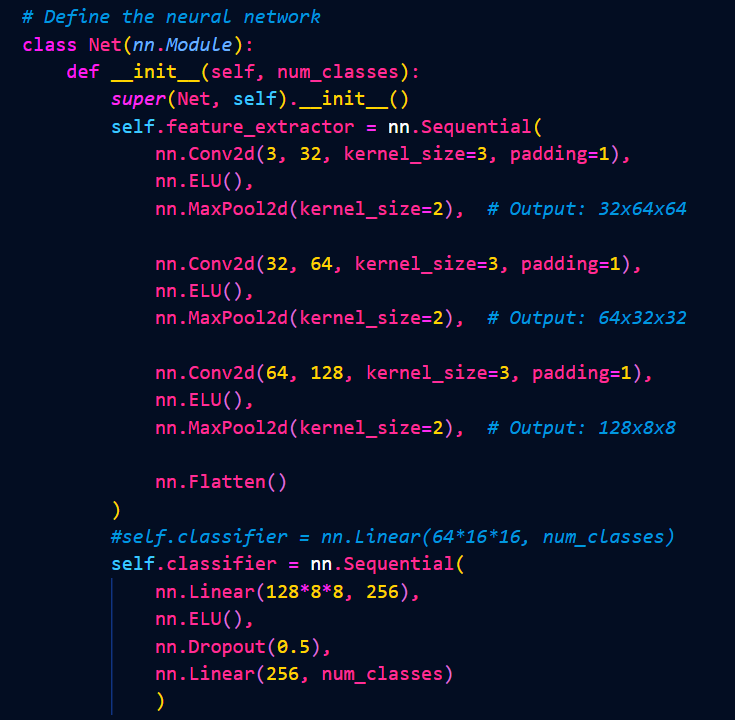 # Define the neural network
class Net(nn.Module):
    def __init__(self, num_classes):
        super(Net, self).__init__()
        self.feature_extractor = nn.Sequential(
            nn.Conv2d(3, 32, kernel_size=3, padding=1),
            nn.ELU(),
            nn.MaxPool2d(kernel_size=2),  # Output: 32x64x64
            nn.Conv2d(32, 64, kernel_size=3, padding=1),
            nn.ELU(),
            nn.MaxPool2d(kernel_size=2),  # Output: 64x32x32
            nn.Conv2d(64, 128, kernel_size=3, padding=1),
            nn.ELU(),
            nn.MaxPool2d(kernel_size=2),  # Output: 128x8x8
            nn.Flatten()
        )
        #self.classifier = nn.Linear(64*16*16, num_classes)
        self.classifier = nn.Sequential(
            nn.Linear(128*8*8, 256),
            nn.ELU(),
            nn.Dropout(0.5),
            nn.Linear(256, num_classes)
            )